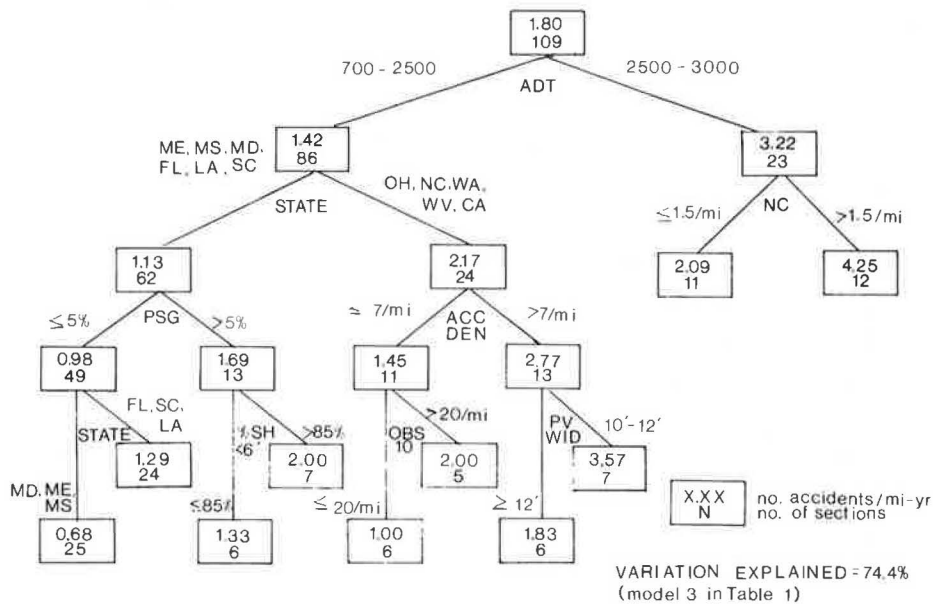 1.80
109
700 - 2500
2500 - 3000
ADT
ME, MS. MD.
FL, LA, SC
1.42
86
3.22
23
OH, NC. WA,
WV, CA
STATE
NC
≤1.5/mi
>1.5/mi
1.13
62
2.17
24
2.09
11
4.25
12
≤5%
PSG
>5%
≃ 7/mi
ACC
DEN
>7/mi
0.98
49
1.69
13
1.45
11
2.77
13
FL, SC,
LA
STATE
% SH
<6'
>85%
OBS
10
>20/mi
PV
WID
10'-12'
1.29
24
2.00
7
2.00
5
3.57
7
MD, ME,
MS
≤85%
≤20/mi
≥ 12'
0.68
25
1.33
6
1.00
6
1.83
6
X.XX
N
no. accidents/mi-yr
no. of sections
VARIATION EXPLAINED = 74.4%
(model 3 in Table 1)